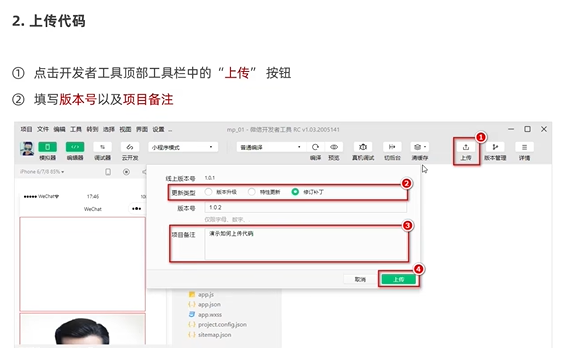 2. 上传代码
① 点击开发者工具顶部工具栏中的“上传” 按钮
② 填写版本号以及项目备注
项目 文件 编辑 工具 转到 选择 视图 界面 设置 ... mp_01 - 微信开发者工具 RC v1.03.2005141
模拟器 编辑器 调试器 云开发 小程序模式 普通编译 编译 预览 真机调试 切后台 清缓存 上传 版本管理 详情
1
iPhone 6/7/8 85%
线上版本号 1.0.1
更新类型 版本升级 特性更新 修订补丁
2
WeChat 17:46
WeChat
版本号 1.0.2
仅限字母、数字、.
项目备注 演示如何上传代码
3
取消 上传
4
app.js
app.json
app.wxss
project.config.json
sitemap.json